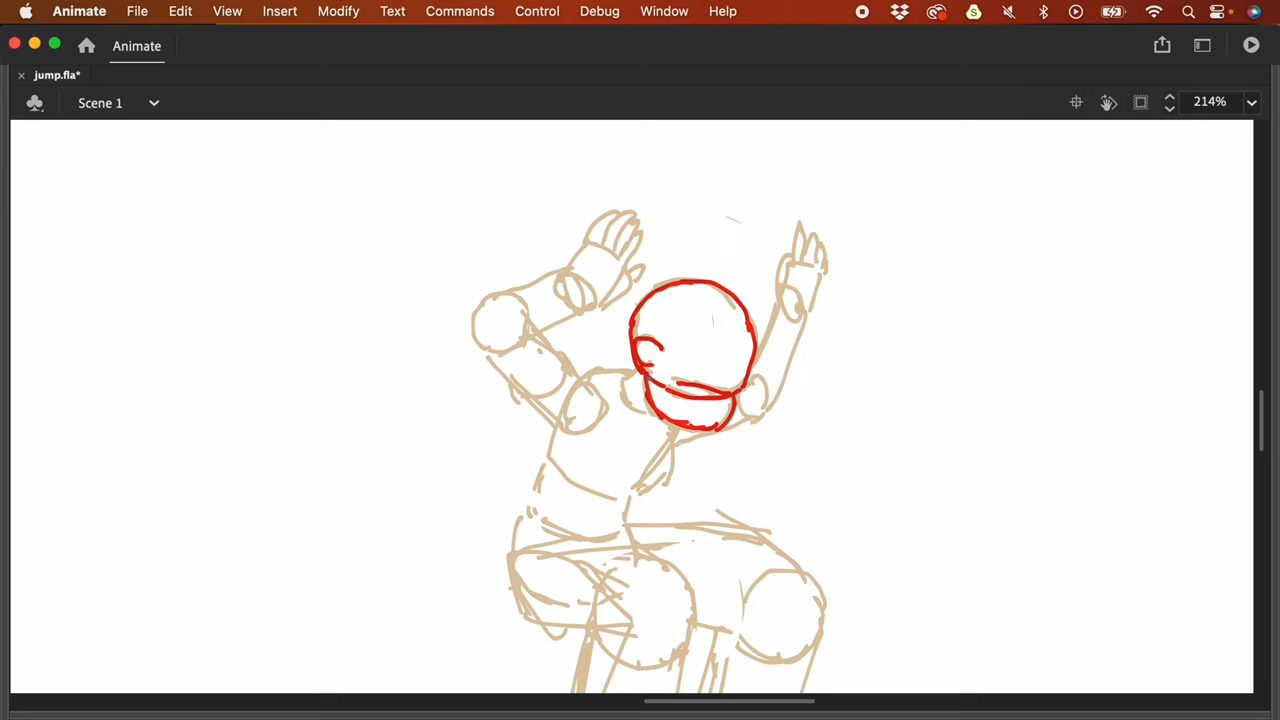 Animate File Edit View Insert Modify Text Commands Control Debug Window Help
Animate
jump.fla*
Scene 1 214%